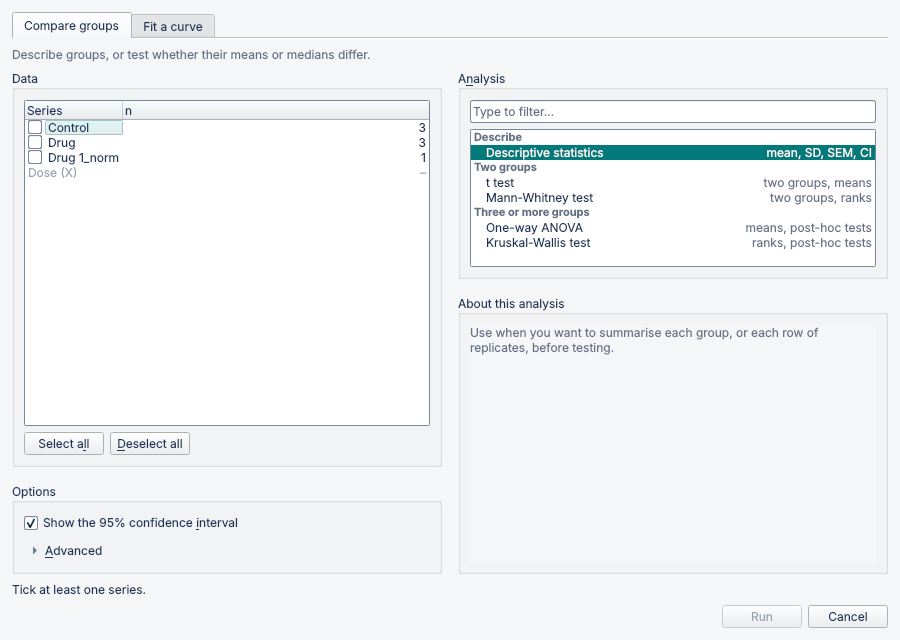 Compare groups
Fit a curve
Describe groups, or test whether their means or medians differ.
Data
Series n
Control 3
Drug 3
Drug 1_norm 1
Dose (X) –
Select all
Deselect all
Options
Show the 95% confidence interval
Advanced
Tick at least one series.
Analysis
Type to filter...
Describe
Descriptive statistics mean, SD, SEM, CI
Two groups
t test two groups, means
Mann-Whitney test two groups, ranks
Three or more groups
One-way ANOVA means, post-hoc tests
Kruskal-Wallis test ranks, post-hoc tests
About this analysis
Use when you want to summarise each group, or each row of
replicates, before testing.
Run
Cancel